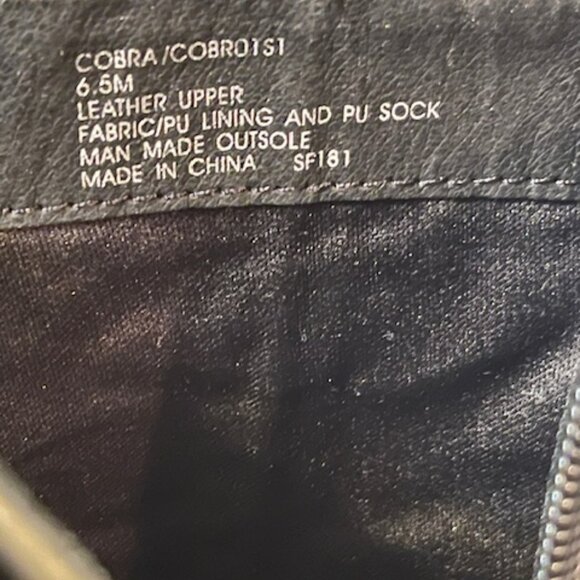 COBRA/COBR01S1
6.5M
LEATHER UPPER
FABRIC/PU LINING AND PU SOCK
MAN MADE OUTSOLE
MADE IN CHINA SF181